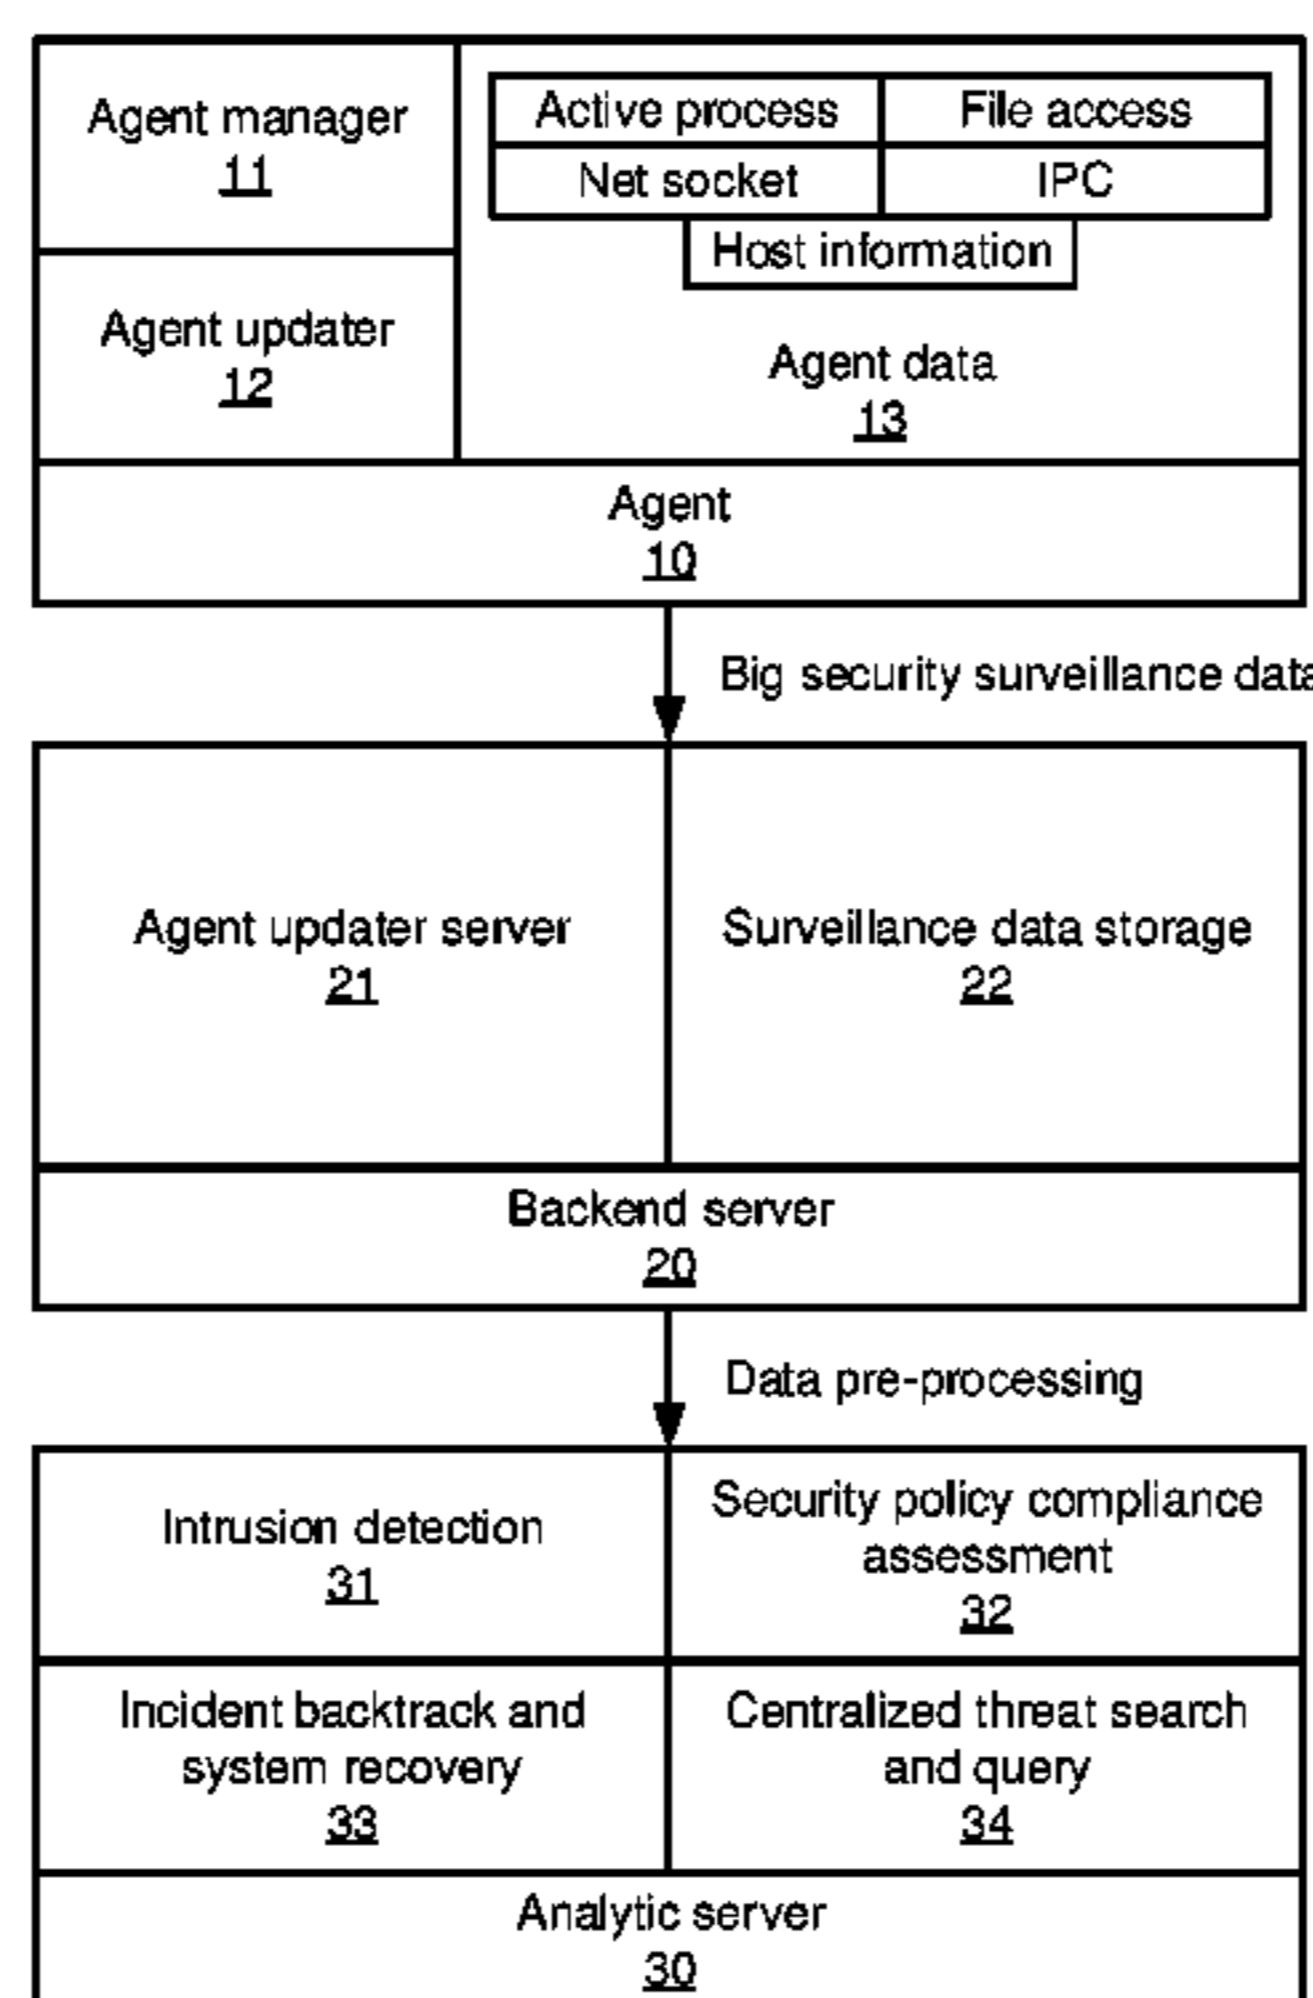 Agent manager
11
Agent updater
12
Active process
File access
Net socket
IPC
Host information
Agent data
13
Agent
10
Big security surveillance data
Agent updater server
21
Surveillance data storage
22
Backend server
20
Data pre-processing
Intrusion detection
31
Security policy compliance
assessment
32
Incident backtrack and
system recovery
33
Centralized threat search
and query
34
Analytic server
30